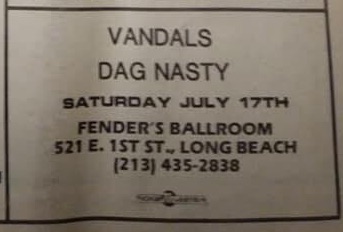 VANDALS
DAG NASTY
SATURDAY JULY 17TH
FENDER'S BALLROOM
521 E. 1ST ST., LONG BEACH
(213) 435-2838